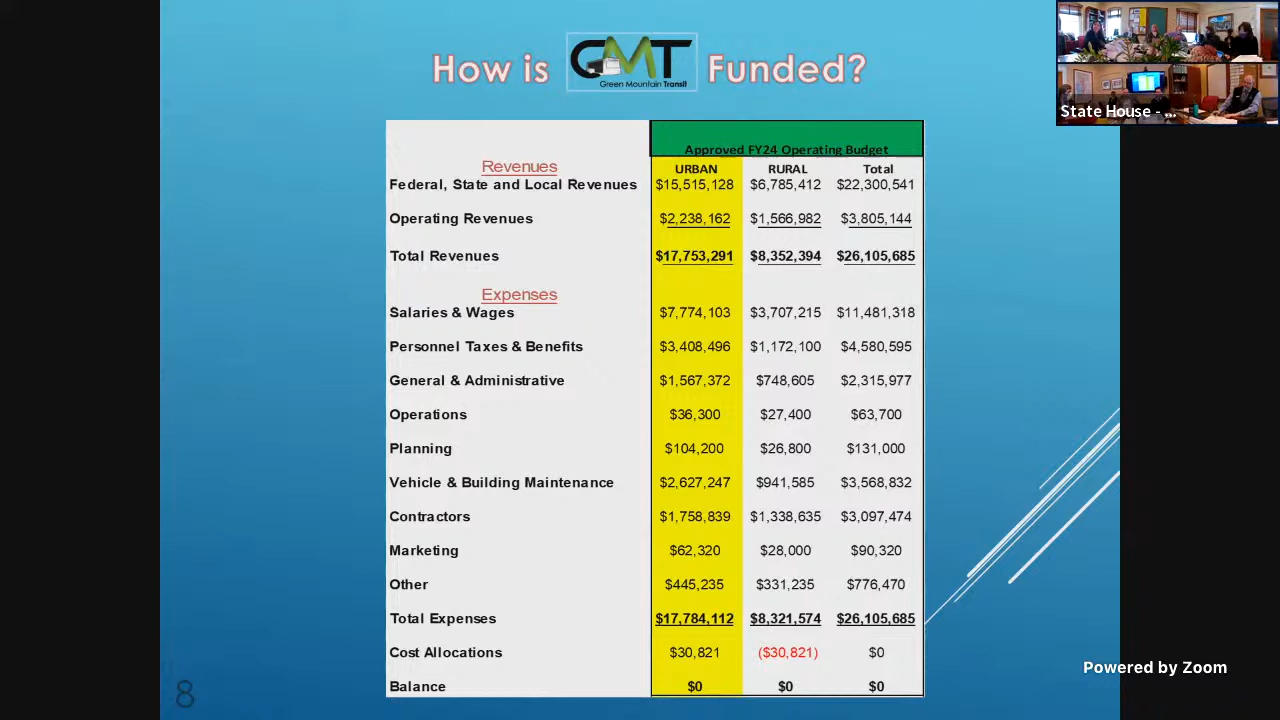 How is GMT Funded?
Green Mountain Transit
Approved FY24 Operating Budget
Revenues URBAN RURAL Total
Federal, State and Local Revenues $15,515,128 $6,785,412 $22,300,541
Operating Revenues $2,238,162 $1,566,982 $3,805,144
Total Revenues $17,753,291 $8,352,394 $26,105,685
Expenses
Salaries & Wages $7,774,103 $3,707,215 $11,481,318
Personnel Taxes & Benefits $3,408,496 $1,172,100 $4,580,595
General & Administrative $1,567,372 $748,605 $2,315,977
Operations $36,300 $27,400 $63,700
Planning $104,200 $26,800 $131,000
Vehicle & Building Maintenance $2,627,247 $941,585 $3,568,832
Contractors $1,758,839 $1,338,635 $3,097,474
Marketing $62,320 $28,000 $90,320
Other $445,235 $331,235 $776,470
Total Expenses $17,784,112 $8,321,574 $26,105,685
Cost Allocations $30,821 ($30,821) $0
Balance $0 $0 $0
8
State House - ...
Powered by Zoom